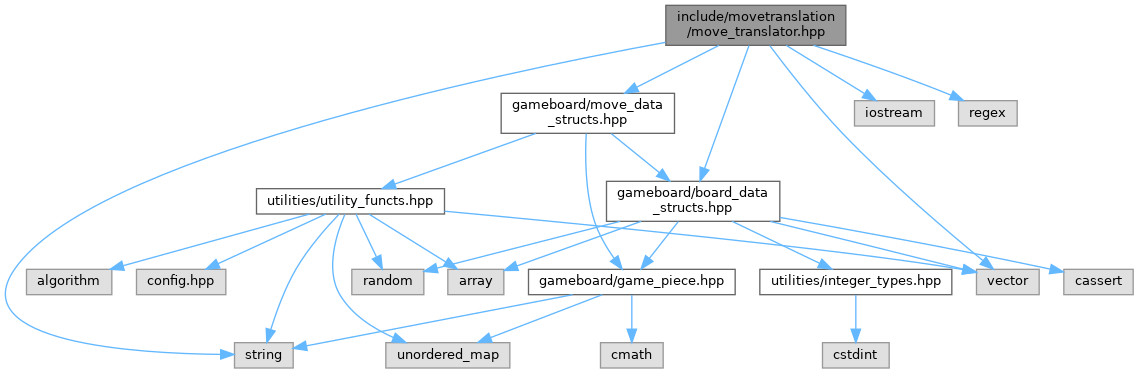 include/movetranslation
/move_translator.hpp
gameboard/move_data
_structs.hpp
iostream
regex
utilities/utility_functs.hpp
gameboard/board_data
_structs.hpp
algorithm
config.hpp
random
array
gameboard/game_piece.hpp
utilities/integer_types.hpp
vector
cassert
string
unordered_map
cmath
cstdint